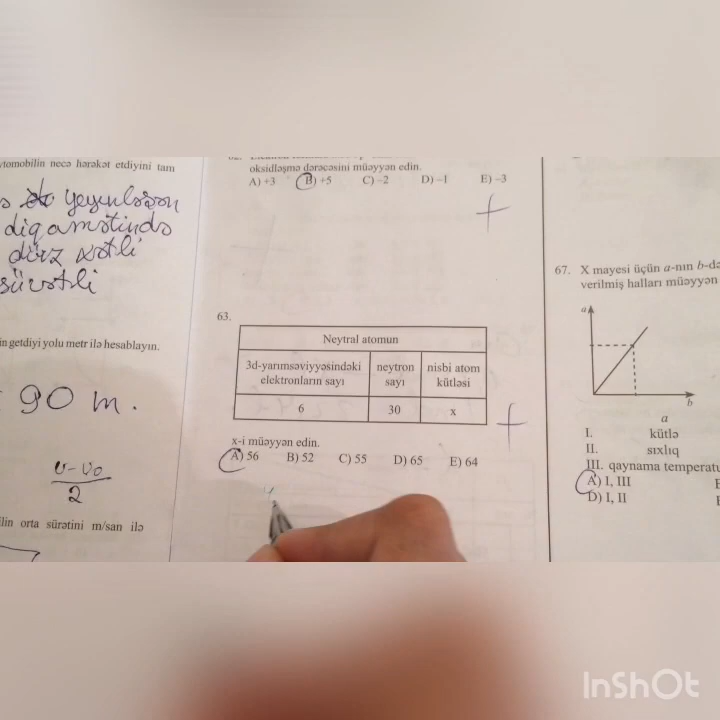 vtomobilin necə hərəkət etdiyini tam
yeyinləşən
diqamətində
düz xətli
sürətli
in getdiyi yolu metr ilə hesablayın.
90 m.
v-v₀
2
ilin orta sürətini m/san ilə
oksidləşmə dərəcəsini müəyyən edin.
A) +3 B) +5 C) –2 D) –1 E) –3
63.
Neytral atomun
3d-yarımsəviyyəsindəki elektronların sayı
neytron sayı
nisbi atom kütləsi
6 30 x
x-i müəyyən edin.
A) 56 B) 52 C) 55 D) 65 E) 64
67. X mayesi üçün a-nın b-də
verilmiş halları müəyyən
a
b
a
I. kütlə
II. sıxlıq
III. qaynama temperatu
A) I, III
D) I, II
InShOt